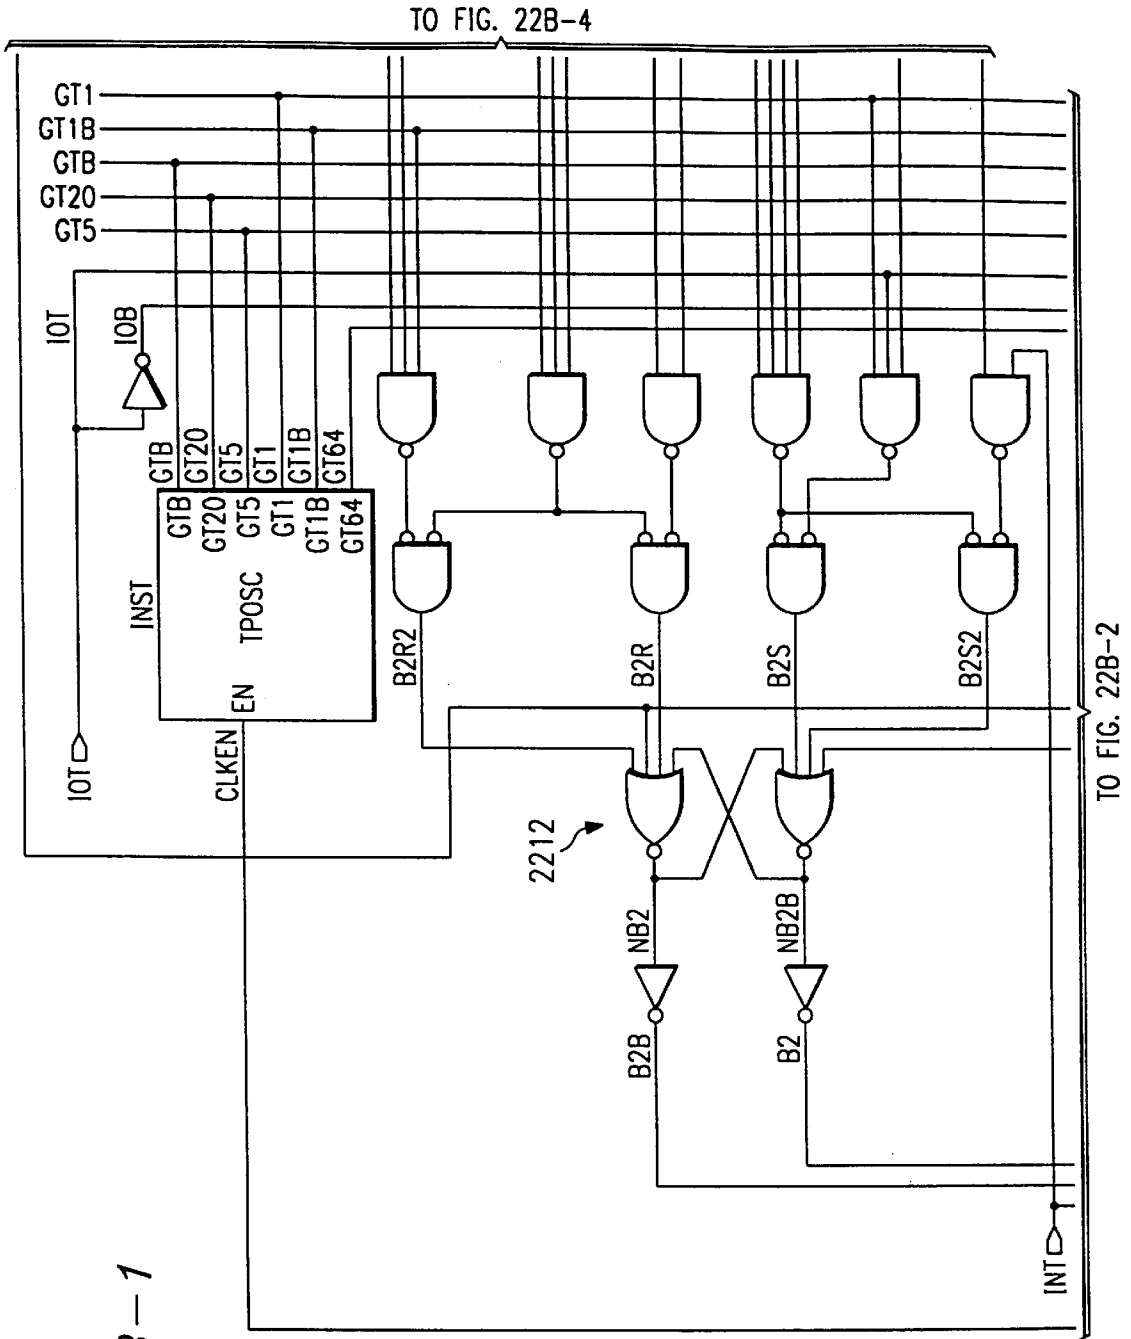 TO FIG. 22B-4
GT1
GT1B
GTB
GT20
GT5
IOT
IOB
GTB
GT20
GT5
GT1
GT1B
GT64
GTB
GT20
GT5
GT1
GT1B
GT64
INST
TPOSC
EN
CLKEN
IOT
B2R2
B2R
B2S
B2S2
2212
NB2
NB2B
B2B
B2
INT
TO FIG. 22B-2
B-1